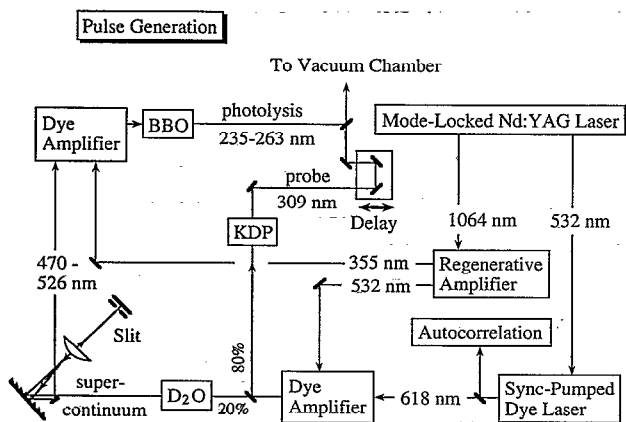 Pulse Generation
To Vacuum Chamber
Dye
Amplifier
BBO
photolysis
235-263 nm
Mode-Locked Nd:YAG Laser
probe
309 nm
Delay
KDP
1064 nm
532 nm
470 -
526 nm
355 nm
532 nm
Regenerative
Amplifier
Slit
Autocorrelation
80%
super-
continuum
D2O
20%
Dye
Amplifier
618 nm
Sync-Pumped
Dye Laser